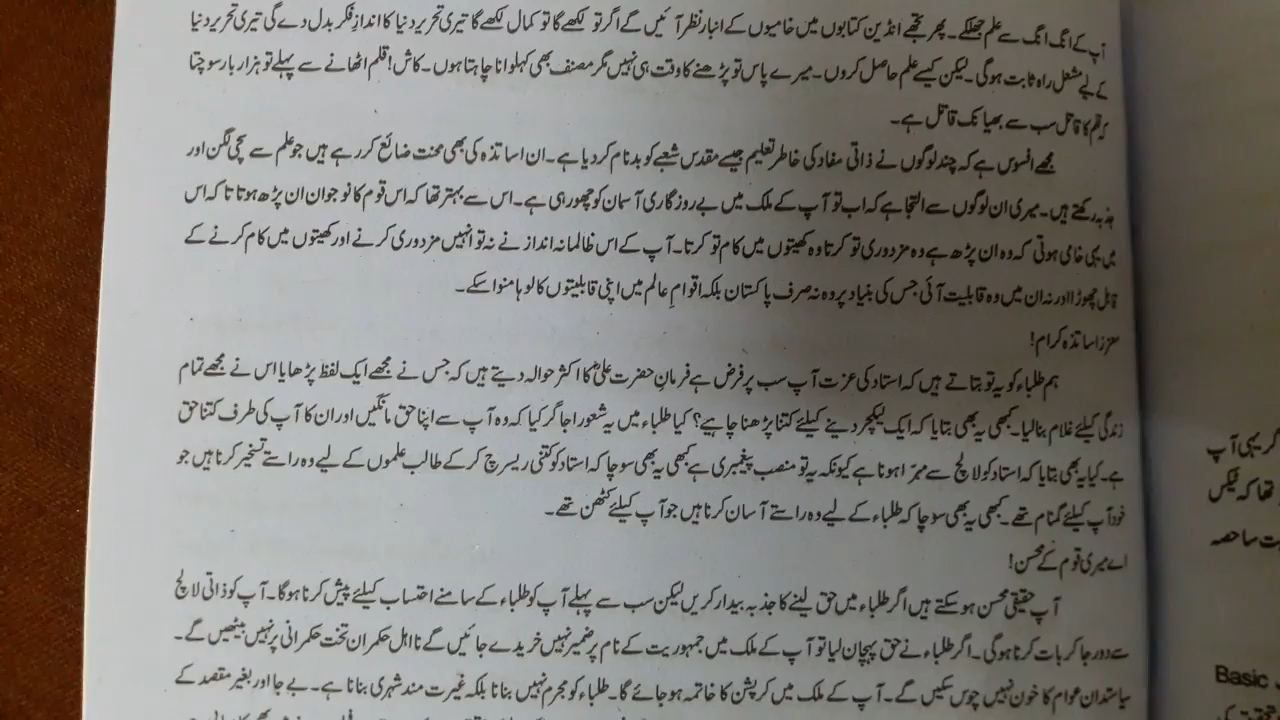 آپ کے انگ انگ سے علم جھلکے۔ پھر تجھے انڈین کتابوں میں خامیوں کے انبار نظر آئیں گے اگر تو لکھے گا تو کمال لکھے گا تیری تحریر دنیا کا اندازِ فکر بدل دے گی تیری تحریر دنیا
کے لیے مشعل راہ ثابت ہوگی۔ لیکن کیسے علم حاصل کروں۔ میرے پاس تو پڑھنے کا وقت ہی نہیں مگر مصنف بھی کہلوانا چاہتا ہوں۔ کاش! قلم اٹھانے سے پہلے تو ہزار بار سوچتا
کہ قلم کا قاتل سب سے بھیانک قاتل ہے۔
مجھے افسوس ہے کہ چند لوگوں نے ذاتی مفاد کی خاطر تعلیم جیسے مقدس شعبے کو بدنام کر دیا ہے۔ ان اساتذہ کی بھی محنت ضائع کر رہے ہیں جو علم سے سچی لگن اور
جذبہ رکھتے ہیں۔ میری ان لوگوں سے التجا ہے کہ اب تو آپ کے ملک میں بے روزگاری آسمان کو چھو رہی ہے۔ اس سے بہتر تھا کہ اس قوم کا نوجوان ان پڑھ ہوتا تاکہ اس
میں یہی خامی ہوتی کہ وہ ان پڑھ ہے وہ مزدوری تو کرتا وہ کھیتوں میں کام تو کرتا۔ آپ کے اس ظالمانہ انداز نے نہ تو انہیں مزدوری کرنے اور کھیتوں میں کام کرنے کے
قابل چھوڑا اور نہ ان میں وہ قابلیت آئی جس کی بنیاد پر وہ نہ صرف پاکستان بلکہ اقوامِ عالم میں اپنی قابلیتوں کا لوہا منوا سکے۔
معزز اساتذہ کرام!
ہم طلباء کو یہ تو بتاتے ہیں کہ استاد کی عزت آپ سب پر فرض ہے فرمانِ حضرت علیؓ کا اکثر حوالہ دیتے ہیں کہ جس نے مجھے ایک لفظ پڑھایا اس نے مجھے تمام
زندگی کیلئے غلام بنا لیا۔ کبھی یہ بھی بتایا کہ ایک لیکچر دینے کیلئے کتنا پڑھنا چاہیے؟ کیا طلباء میں یہ شعور اجاگر کیا کہ وہ آپ سے اپنا حق مانگیں اور ان کا آپ کی طرف کتنا حق
ہے۔ کیا یہ بھی بتایا کہ استاد کو لالچ سے مبرّا ہونا ہے کیونکہ یہ تو منصب پیغمبری ہے کبھی یہ بھی سوچا کہ استاد کو کتنی ریسرچ کر کے طالب علموں کے لیے وہ راستے تسخیر کرنا ہیں جو
خود آپ کیلئے گمنام تھے۔ کبھی یہ بھی سوچا کہ طلباء کے لیے وہ راستے آسان کرنا ہیں جو آپ کیلئے کٹھن تھے۔
اے میری قوم کے محسن!
آپ حقیقی محسن ہو سکتے ہیں اگر طلباء میں حق لینے کا جذبہ بیدار کریں لیکن سب سے پہلے آپ کو طلباء کے سامنے احتساب کیلئے پیش کرنا ہوگا۔ آپ کو ذاتی لالچ
سے دور جا کر بات کرنا ہوگی۔ اگر طلباء نے حق پہچان لیا تو آپ کے ملک میں جمہوریت کے نام پر ضمیر نہیں خریدے جائیں گے نااہل حکمران تخت حکمرانی پر نہیں بیٹھیں گے۔
سیاستدان عوام کا خون نہیں چوس سکیں گے۔ آپ کے ملک میں کرپشن کا خاتمہ ہو جائے گا۔ طلباء کو مجرم نہیں بنانا بلکہ غیرت مند شہری بنانا ہے۔ بے جا اور بغیر مقصد کے
گر یہی آپ
تھا کہ ٹیکس
ت سا حصہ
Basic